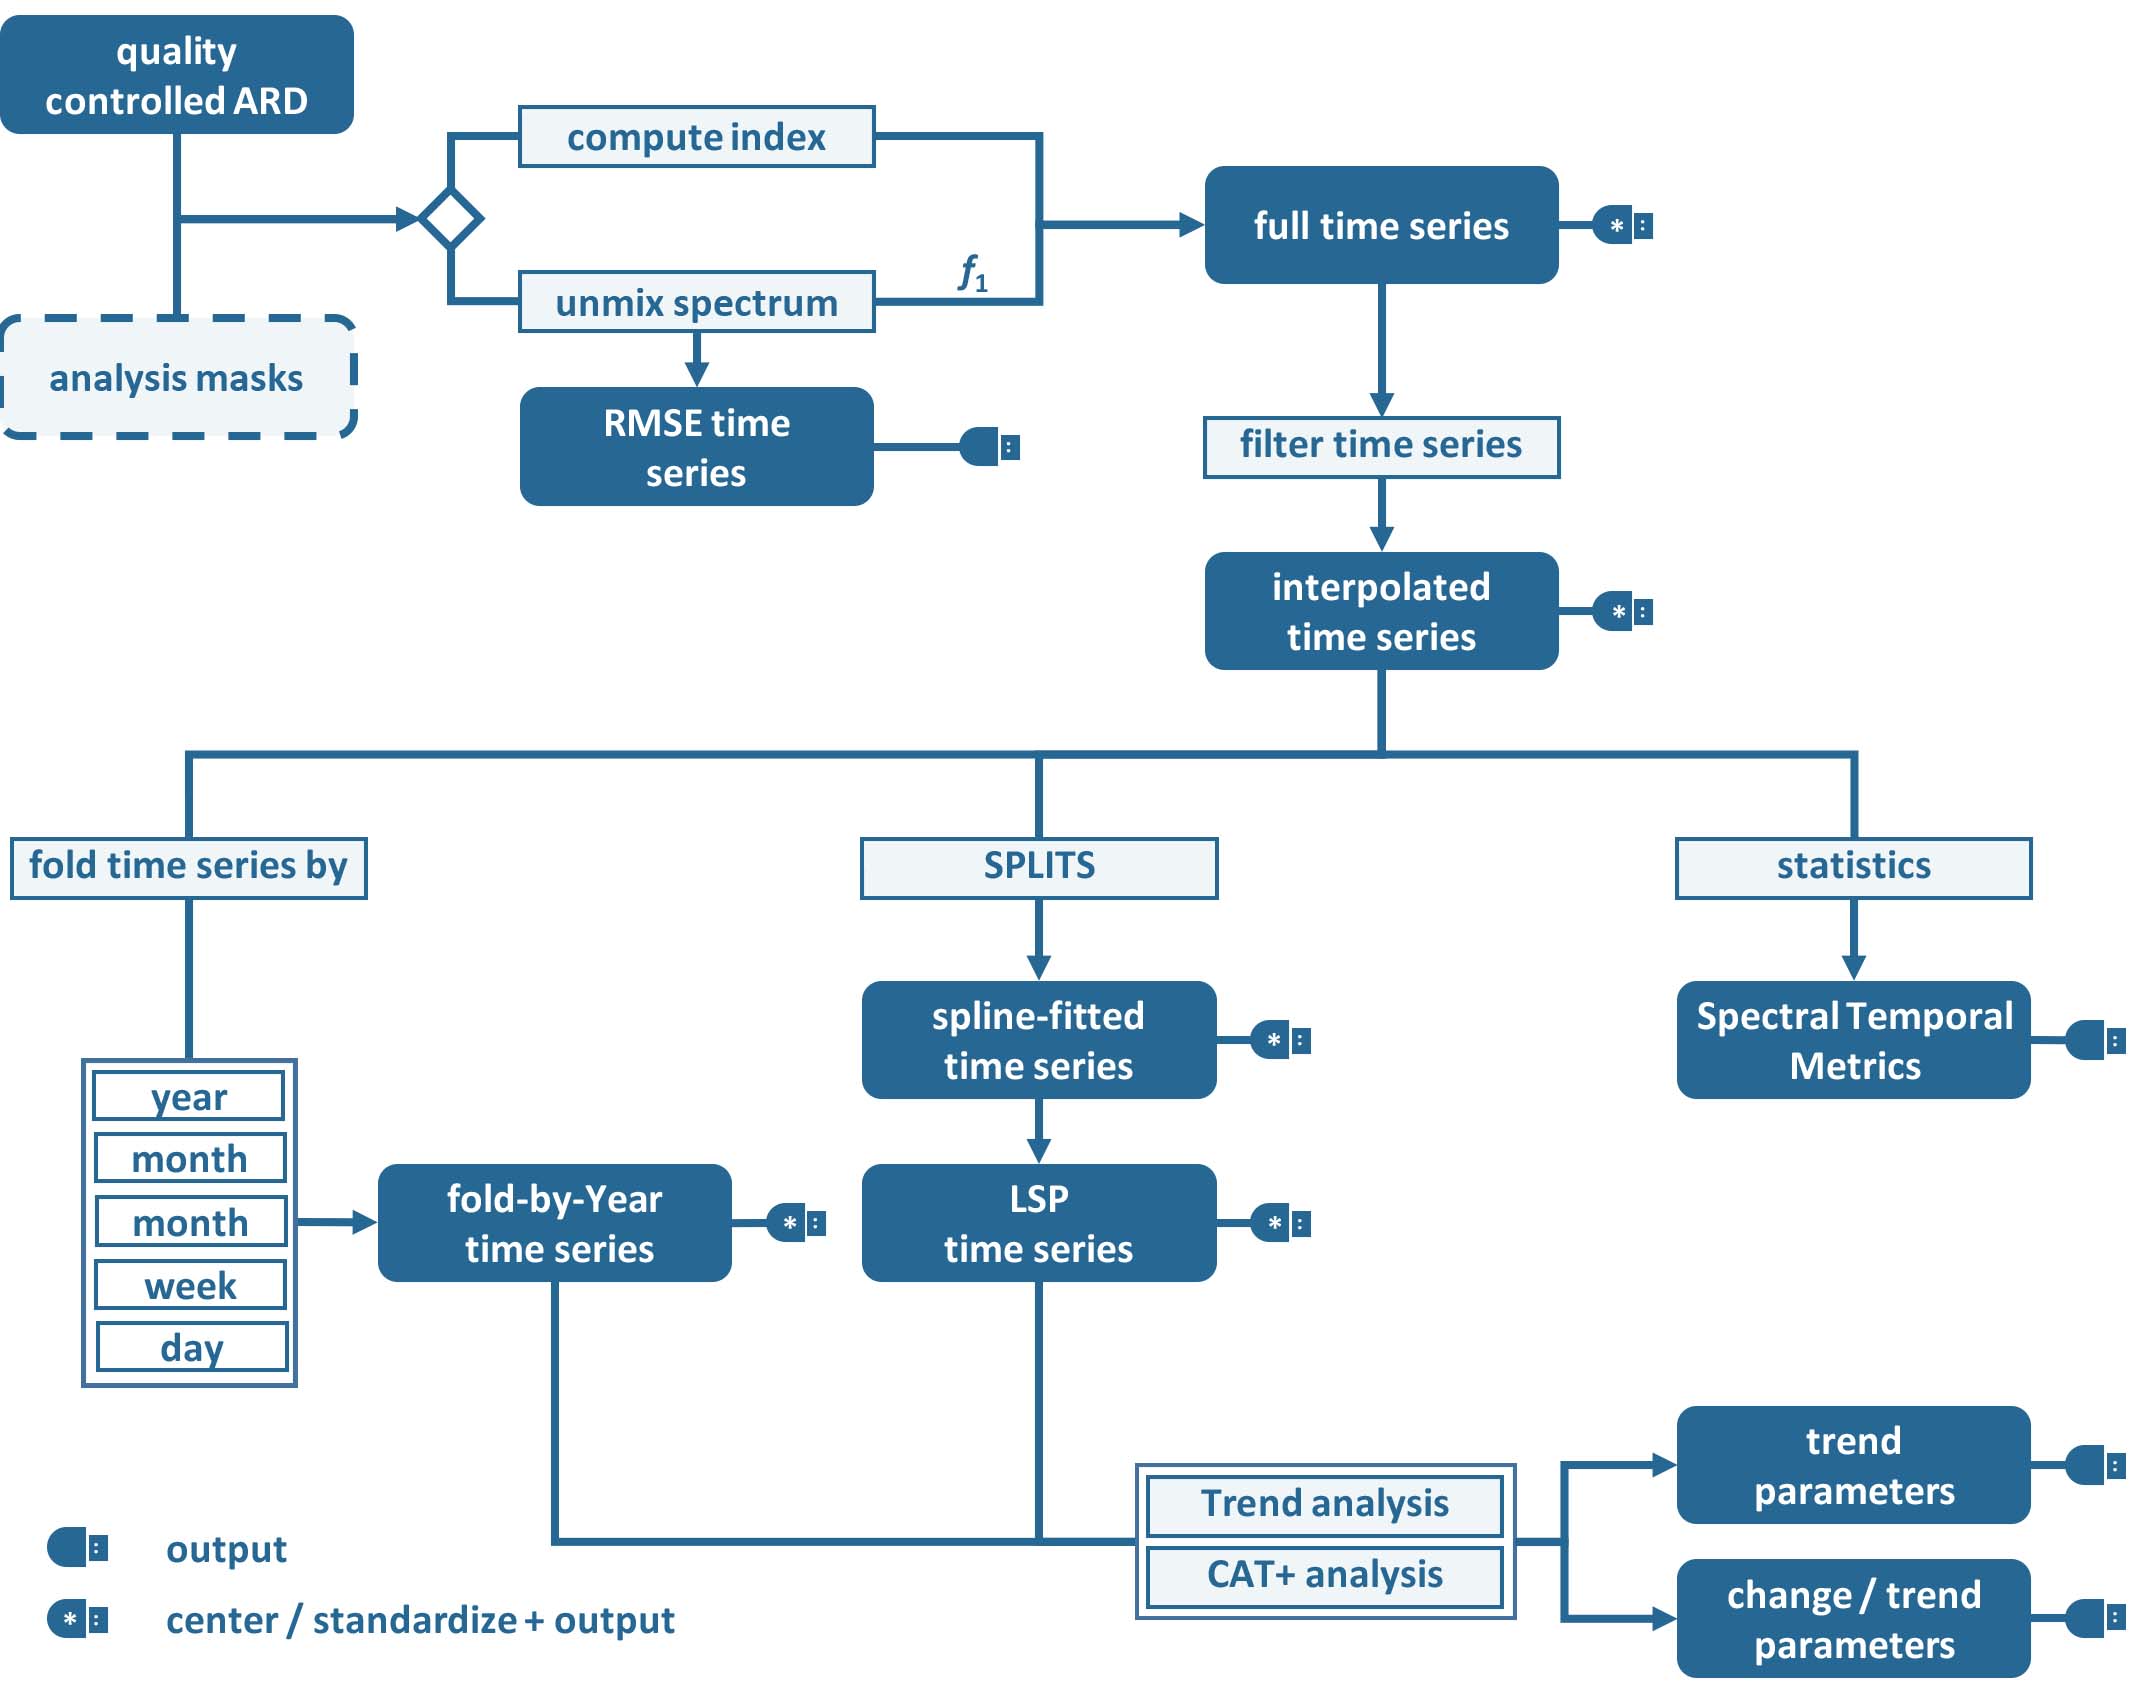 quality
controlled ARD
compute index
full time series
*
f1
unmix spectrum
analysis masks
RMSE time
series
filter time series
interpolated
time series
*
fold time series by
SPLITS
statistics
spline-fitted
time series
*
Spectral Temporal
Metrics
year
month
month
week
day
fold-by-Year
time series
*
LSP
time series
*
Trend analysis
CAT+ analysis
trend
parameters
change / trend
parameters
output
*
center / standardize + output